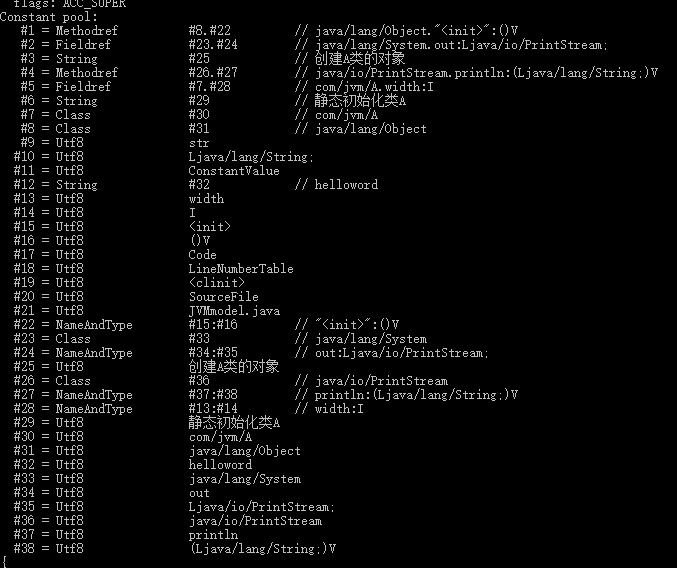 flags: ACC_SUPER
Constant pool:
#1 = Methodref #8.#22 // java/lang/Object."<init>":()V
#2 = Fieldref #23.#24 // java/lang/System.out:Ljava/io/PrintStream;
#3 = String #25 // 创建A类的对象
#4 = Methodref #26.#27 // java/io/PrintStream.println:(Ljava/lang/String;)V
#5 = Fieldref #7.#28 // com/jvm/A.width:I
#6 = String #29 // 静态初始化类A
#7 = Class #30 // com/jvm/A
#8 = Class #31 // java/lang/Object
#9 = Utf8 str
#10 = Utf8 Ljava/lang/String;
#11 = Utf8 ConstantValue
#12 = String #32 // helloword
#13 = Utf8 width
#14 = Utf8 I
#15 = Utf8 <init>
#16 = Utf8 ()V
#17 = Utf8 Code
#18 = Utf8 LineNumberTable
#19 = Utf8 <clinit>
#20 = Utf8 SourceFile
#21 = Utf8 JVMmodel.java
#22 = NameAndType #15:#16 // "<init>":()V
#23 = Class #33 // java/lang/System
#24 = NameAndType #34:#35 // out:Ljava/io/PrintStream;
#25 = Utf8 创建A类的对象
#26 = Class #36 // java/io/PrintStream
#27 = NameAndType #37:#38 // println:(Ljava/lang/String;)V
#28 = NameAndType #13:#14 // width:I
#29 = Utf8 静态初始化类A
#30 = Utf8 com/jvm/A
#31 = Utf8 java/lang/Object
#32 = Utf8 helloword
#33 = Utf8 java/lang/System
#34 = Utf8 out
#35 = Utf8 Ljava/io/PrintStream;
#36 = Utf8 java/io/PrintStream
#37 = Utf8 println
#38 = Utf8 (Ljava/lang/String;)V
{